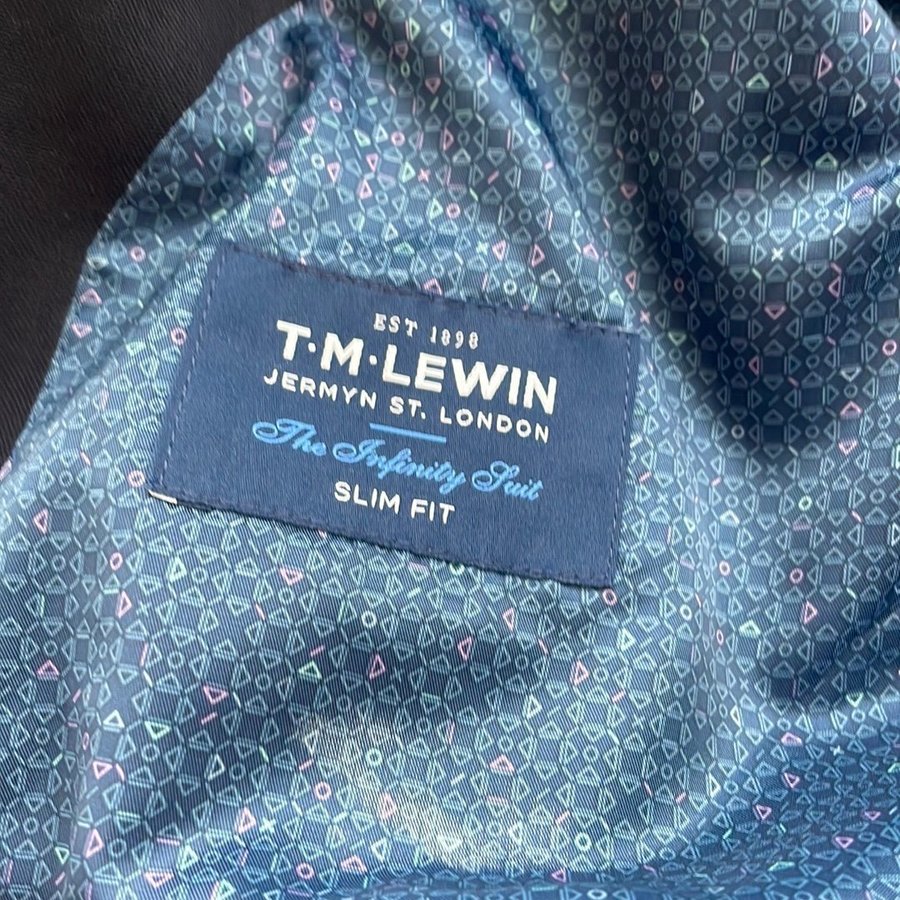 EST 1898
T·M·LEWIN
JERMYN ST. LONDON
The Infinity Suit
SLIM FIT